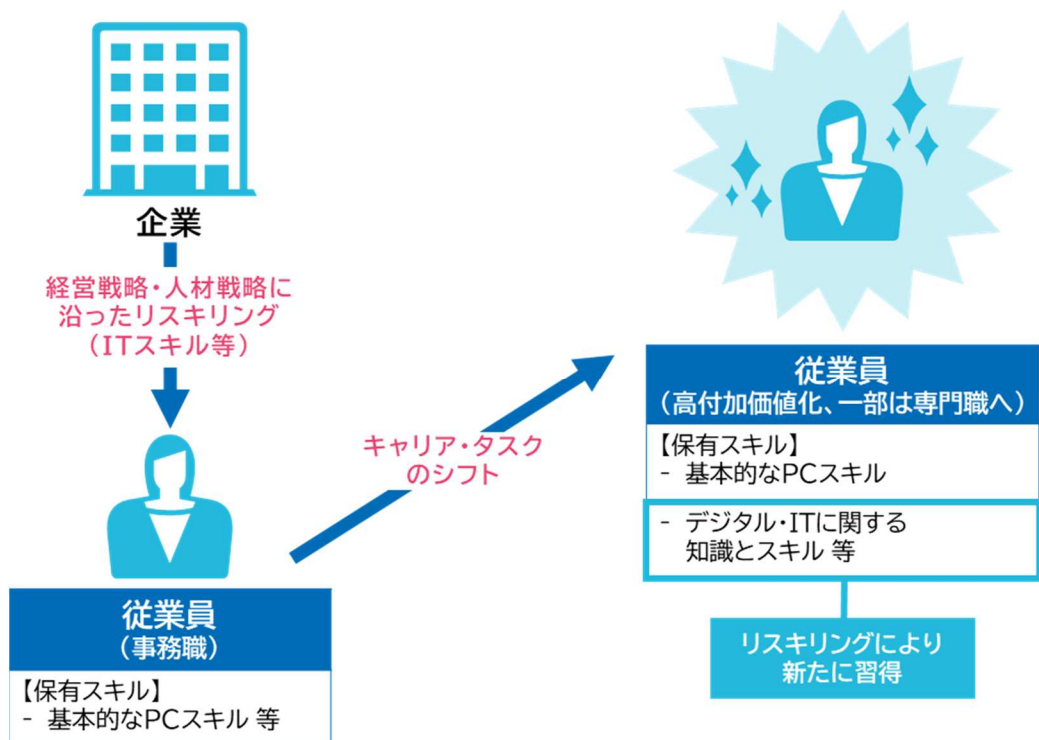 企業
経営戦略・人材戦略に
沿ったリスキリング
（ITスキル等）
従業員
（事務職）
【保有スキル】
- 基本的なPCスキル 等
キャリア・タスク
のシフト
従業員
（高付加価値化、一部は専門職へ）
【保有スキル】
- 基本的なPCスキル
- デジタル・ITに関する
知識とスキル 等
リスキリングにより
新たに習得